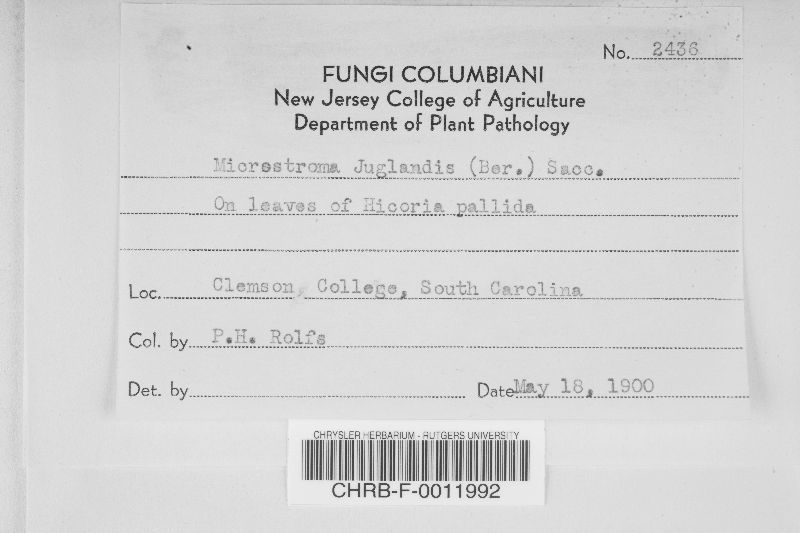 No. 2436
FUNGI COLUMBIANI
New Jersey College of Agriculture
Department of Plant Pathology
Microstroma Juglandis (Ber.) Sacc.
On leaves of Hicoria pallida
Loc. Clemson College, South Carolina
Col. by P.H. Rolfs
Det. by
Date May 18, 1900
CHRYSLER HERBARIUM - RUTGERS UNIVERSITY
CHRB-F-0011992